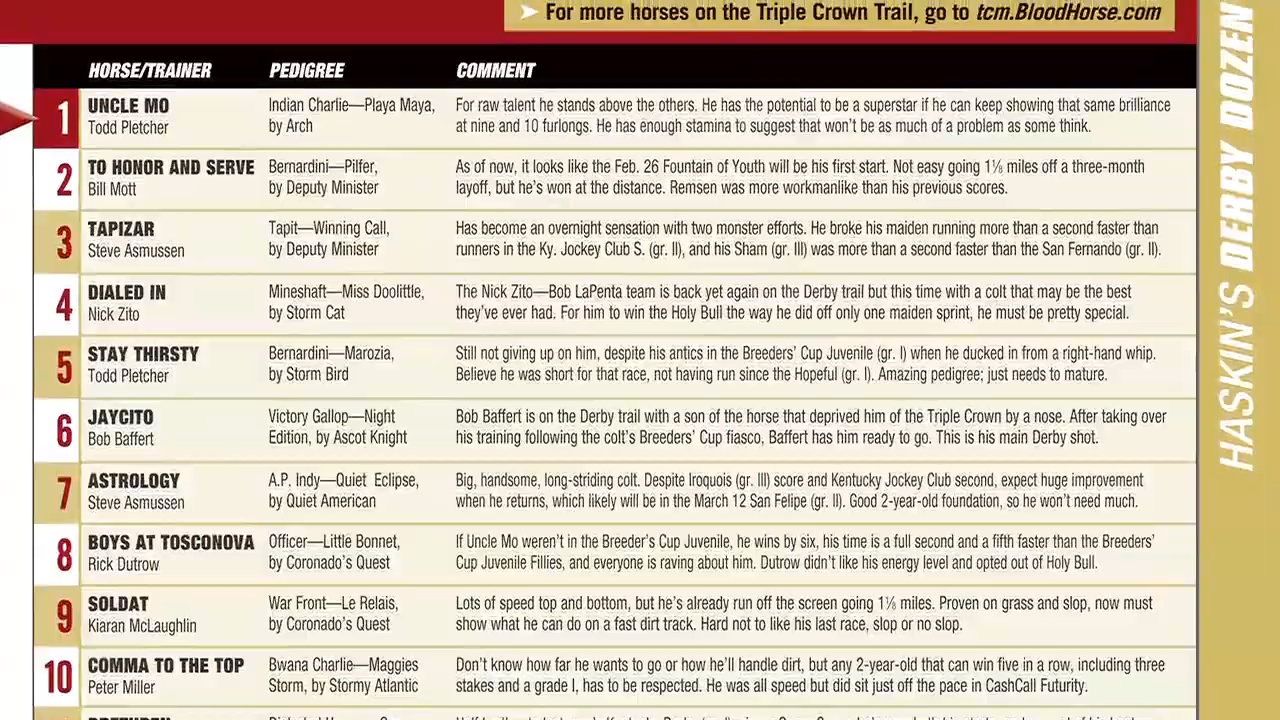 ➤ For more horses on the Triple Crown Trail, go to tcm.BloodHorse.com
HASKIN'S DERBY DOZEN
HORSE/TRAINER PEDIGREE COMMENT
1 UNCLE MO Indian Charlie—Playa Maya, For raw talent he stands above the others. He has the potential to be a superstar if he can keep showing that same brilliance
Todd Pletcher by Arch at nine and 10 furlongs. He has enough stamina to suggest that won't be as much of a problem as some think.
2 TO HONOR AND SERVE Bernardini—Pilfer, As of now, it looks like the Feb. 26 Fountain of Youth will be his first start. Not easy going 1⅛ miles off a three-month
Bill Mott by Deputy Minister layoff, but he's won at the distance. Remsen was more workmanlike than his previous scores.
3 TAPIZAR Tapit—Winning Call, Has become an overnight sensation with two monster efforts. He broke his maiden running more than a second faster than
Steve Asmussen by Deputy Minister runners in the Ky. Jockey Club S. (gr. II), and his Sham (gr. III) was more than a second faster than the San Fernando (gr. II).
4 DIALED IN Mineshaft—Miss Doolittle, The Nick Zito—Bob LaPenta team is back yet again on the Derby trail but this time with a colt that may be the best
Nick Zito by Storm Cat they've ever had. For him to win the Holy Bull the way he did off only one maiden sprint, he must be pretty special.
5 STAY THIRSTY Bernardini—Marozia, Still not giving up on him, despite his antics in the Breders' Cup Juvenile (gr. I) when he ducked in from a right-hand whip.
Todd Pletcher by Storm Bird Believe he was short for that race, not having run since the Hopeful (gr. I). Amazing pedigree; just needs to mature.
6 JAYCITO Victory Gallop—Night Bob Baffert is on the Derby trail with a son of the horse that deprived him of the Triple Crown by a nose. After taking over
Bob Baffert Edition, by Ascot Knight his training following the colt's Breeders' Cup fiasco, Baffert has him ready to go. This is his main Derby shot.
7 ASTROLOGY A.P. Indy—Quiet Eclipse, Big, handsome, long-striding colt. Despite Iroquois (gr. III) score and Kentucky Jockey Club second, expect huge improvement
Steve Asmussen by Quiet American when he returns, which likely will be in the March 12 San Felipe (gr. II). Good 2-year-old foundation, so he won't need much.
8 BOYS AT TOSCONOVA Officer—Little Bonnet, If Uncle Mo weren't in the Breeder's Cup Juvenile, he wins by six, his time is a full second and a fifth faster than the Breeders'
Rick Dutrow by Coronado's Quest Cup Juvenile Fillies, and everyone is raving about him. Dutrow didn't like his energy level and opted out of Holy Bull.
9 SOLDAT War Front—Le Relais, Lots of speed top and bottom, but he's already run off the screen going 1⅛ miles. Proven on grass and slop, now must
Kiaran McLaughlin by Coronado's Quest show what he can do on a fast dirt track. Hard not to like his last race, slop or no slop.
10 COMMA TO THE TOP Bwana Charlie—Maggies Don't know how far he wants to go or how he'll handle dirt, but any 2-year-old that can win five in a row, including three
Peter Miller Storm, by Stormy Atlantic stakes and a grade I, has to be respected. He was all speed but did sit just off the pace in CashCall Futurity.